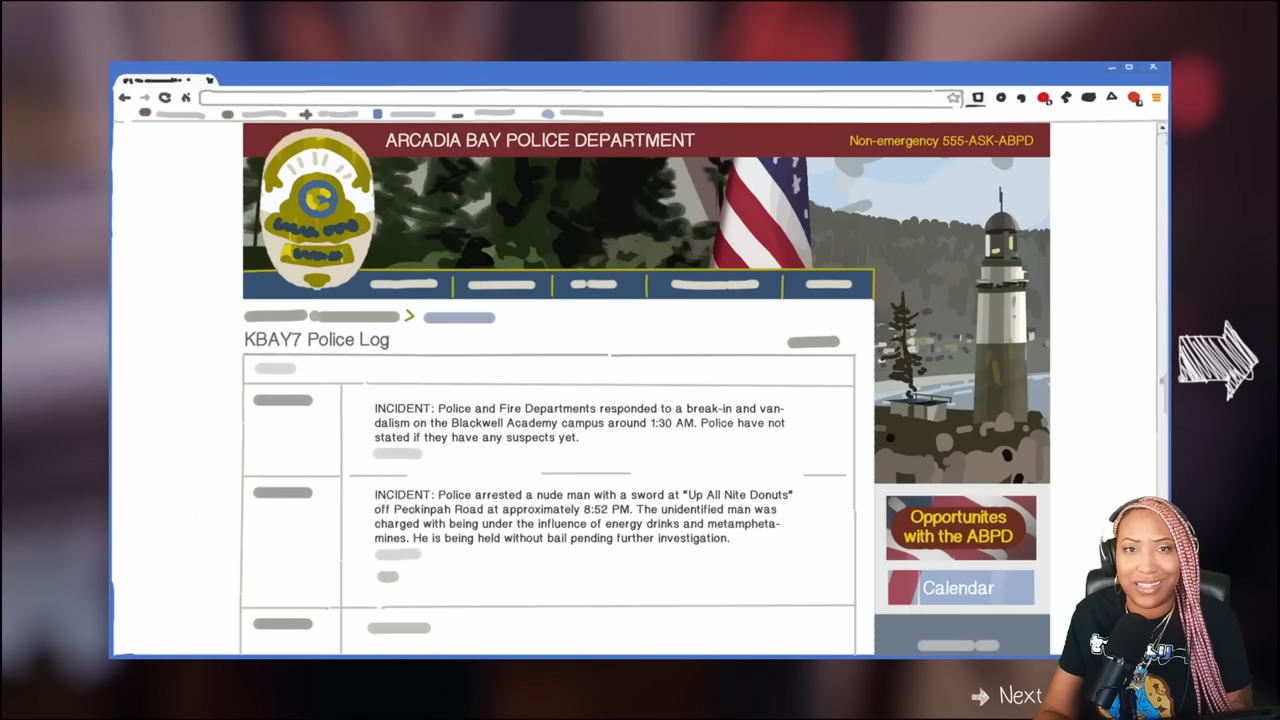 ARCADIA BAY POLICE DEPARTMENT
Non-emergency 555-ASK-ABPD
KBAY7 Police Log
INCIDENT: Police and Fire Departments responded to a break-in and van-
dalism on the Blackwell Academy campus around 1:30 AM. Police have not
stated if they have any suspects yet.
INCIDENT: Police arrested a nude man with a sword at “Up All Nite Donuts”
off Peckinpah Road at approximately 8:52 PM. The unidentified man was
charged with being under the influence of energy drinks and metampheta-
mines. He is being held without bail pending further investigation.
Opportunites
with the ABPD
Calendar
Next